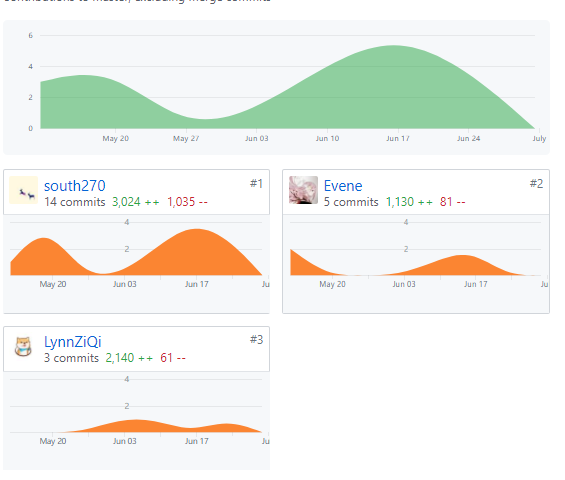 Contributions to master, excluding merge commits
6
4
2
0
May 20 May 27 Jun 03 Jun 10 Jun 17 Jun 24 July
south270 #1
14 commits 3,024 ++ 1,035 --
4
2
May 20 Jun 03 Jun 17 Ju
Evene #2
5 commits 1,130 ++ 81 --
4
2
May 20 Jun 03 Jun 17 Ju
LynnZiQi #3
3 commits 2,140 ++ 61 --
4
2
May 20 Jun 03 Jun 17 Ju